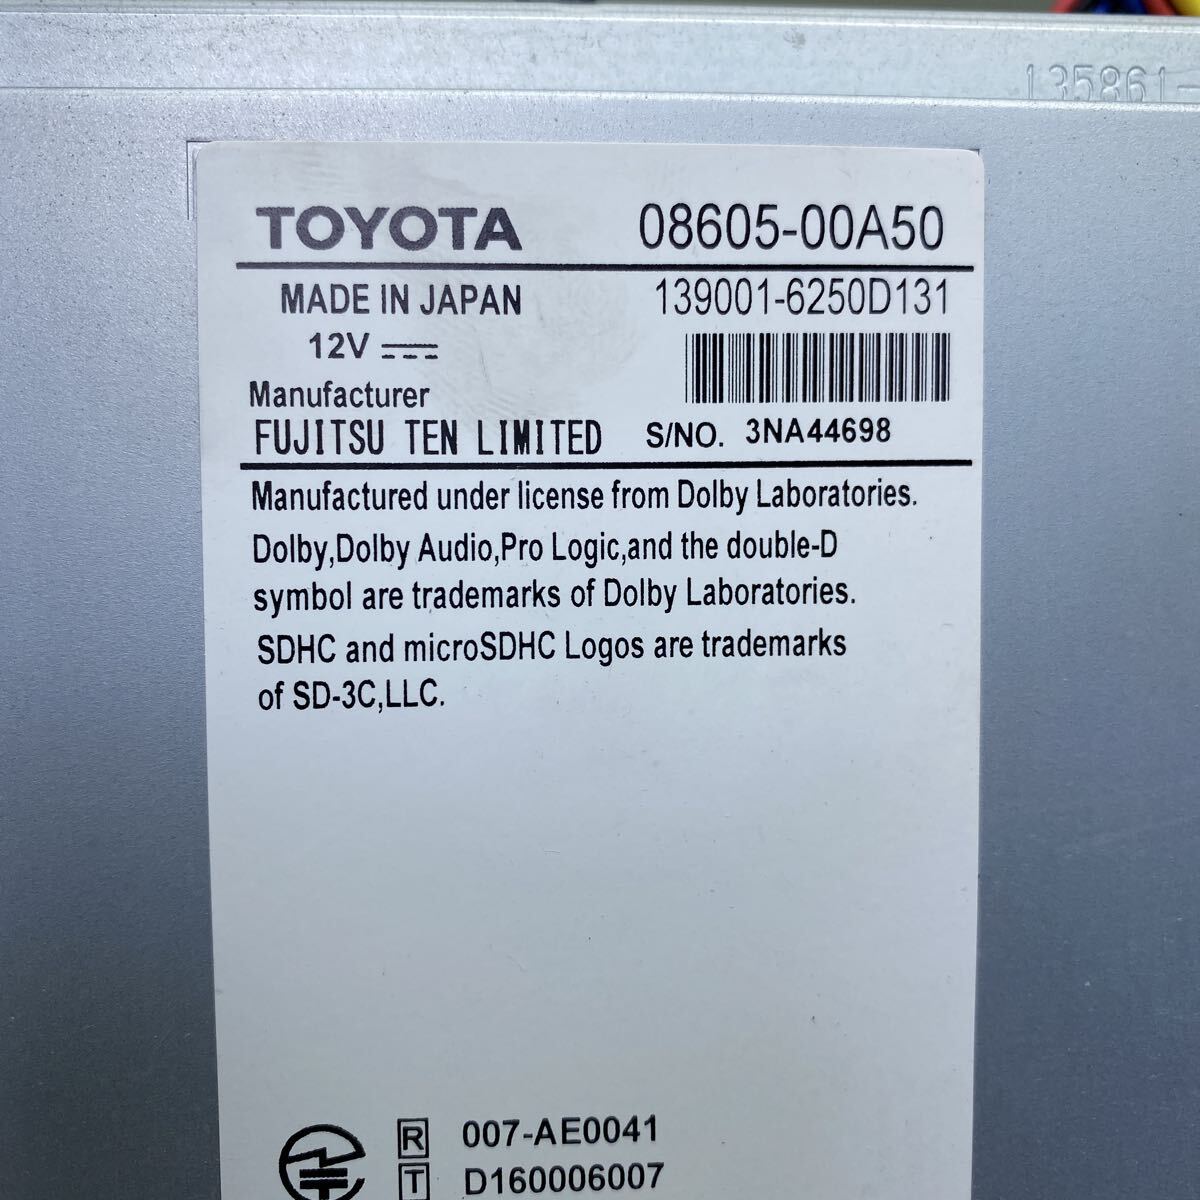 135861-
TOYOTA 08605-00A50
MADE IN JAPAN 139001-6250D131
12V
Manufacturer
FUJITSU TEN LIMITED S/NO. 3NA44698
Manufactured under license from Dolby Laboratories.
Dolby,Dolby Audio,Pro Logic,and the double-D
symbol are trademarks of Dolby Laboratories.
SDHC and microSDHC Logos are trademarks
of SD-3C,LLC.
R 007-AE0041
T D160006007